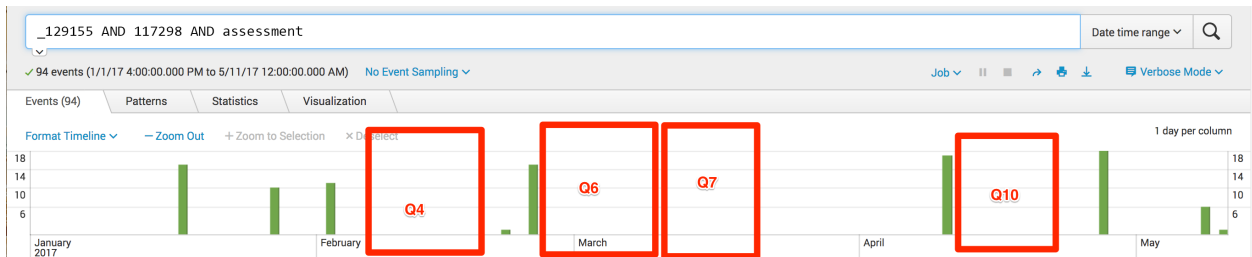 _129155 AND 117298 AND assessment
Date time range
94 events (1/1/17 4:00:00.000 PM to 5/11/17 12:00:00.000 AM) No Event Sampling
Job
Verbose Mode
Events (94) Patterns Statistics Visualization
Format Timeline — Zoom Out + Zoom to Selection × Deselect
1 day per column
18 18
14 14
10 10
6 6
Q4 Q6 Q7 Q10
January February March April May
2017